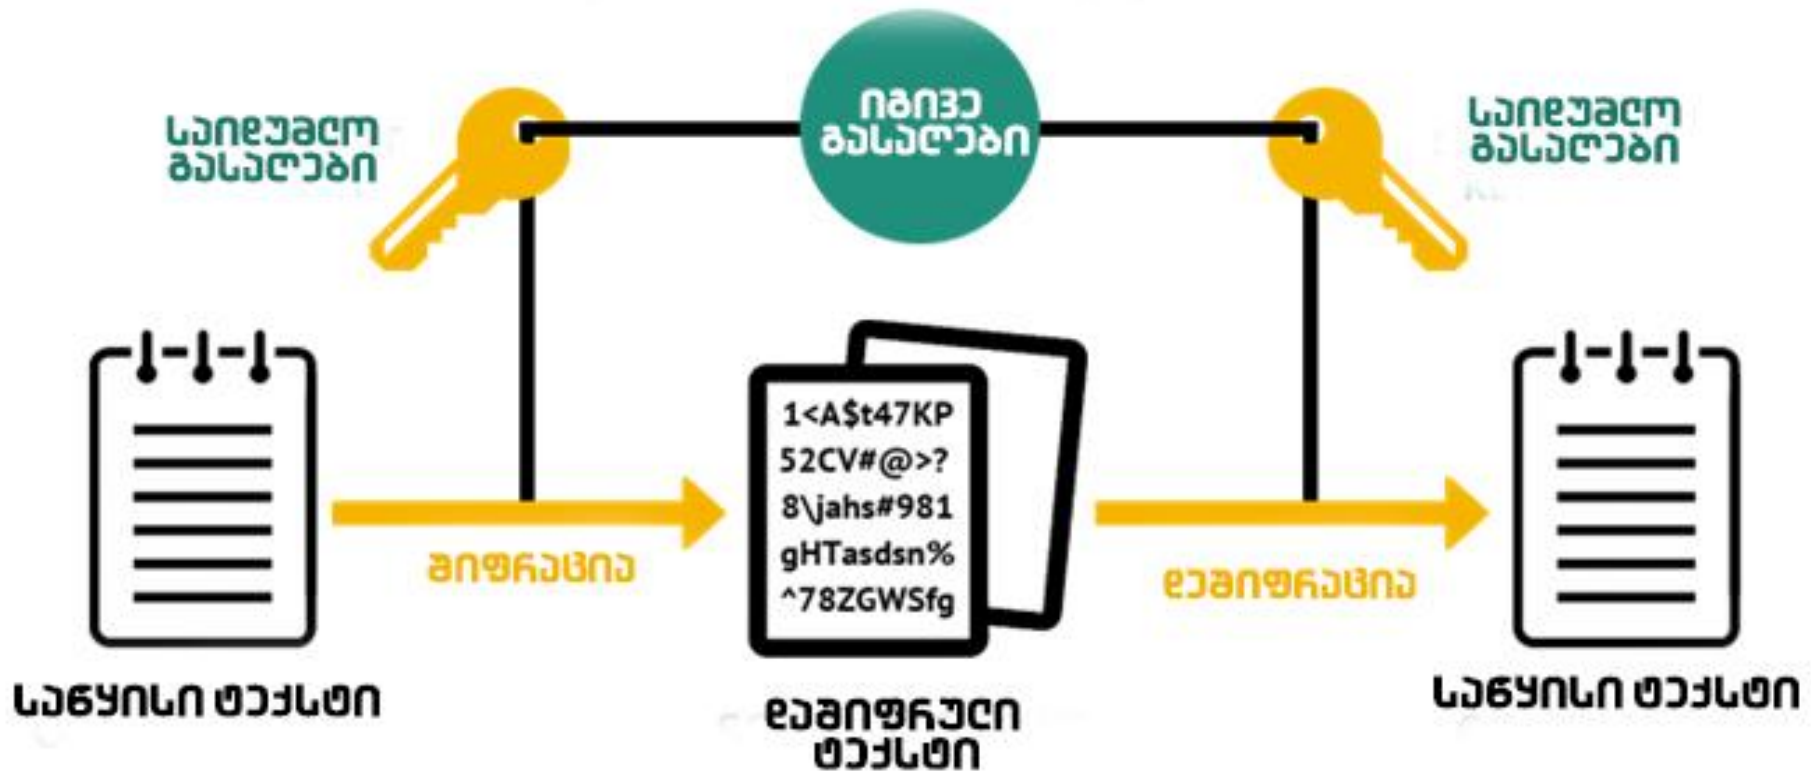 იგივე
გასაღები
საიდუმლო
გასაღები
საიდუმლო
გასაღები
1<A$t47KP
52CV#@>?
8\jahs#981
gHTasdsn%
^78ZGWSfg
შიფრაცია
დეშიფრაცია
საწყისი ტექსტი
დაშიფრული
ტექსტი
საწყისი ტექსტი